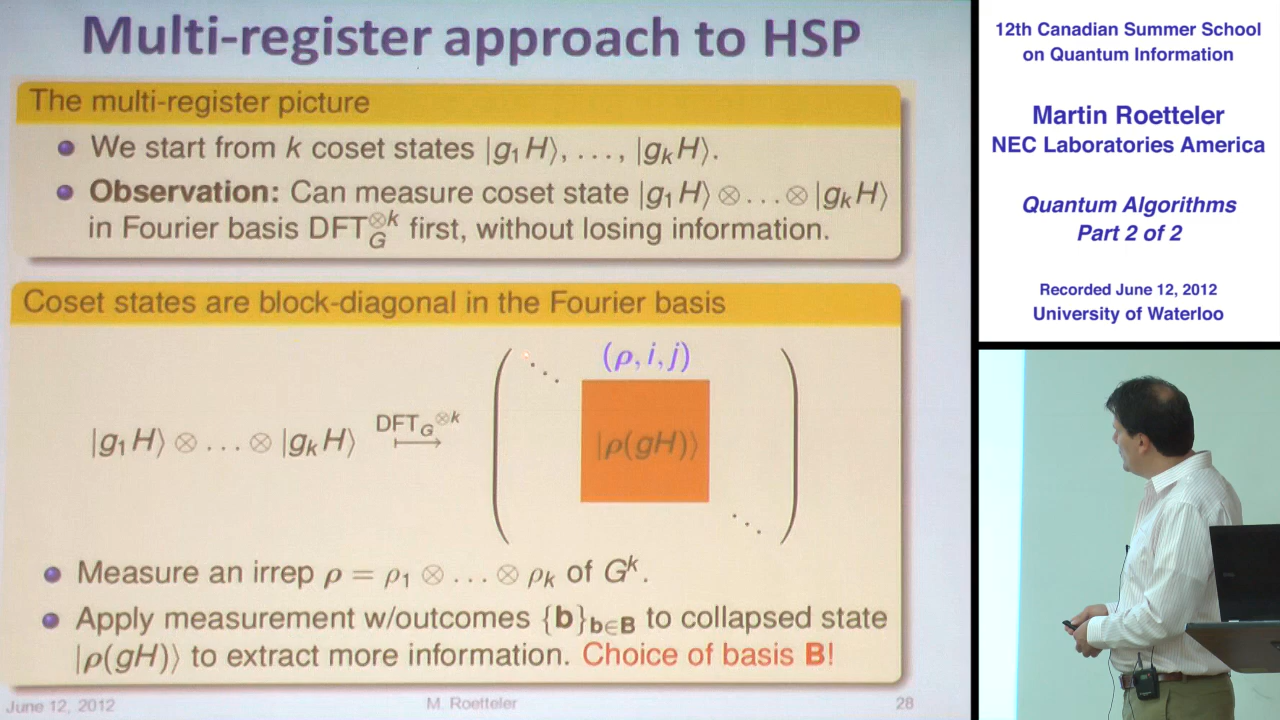 Multi-register approach to HSP
The multi-register picture
We start from k coset states |g₁H⟩, . . . , |gₖH⟩.
Observation: Can measure coset state |g₁H⟩ ⊗ . . . ⊗ |gₖH⟩
in Fourier basis DFT_G^{⊗k} first, without losing information.
Coset states are block-diagonal in the Fourier basis
(ρ, i, j)
|g₁H⟩ ⊗ . . . ⊗ |gₖH⟩ DFT_G^{⊗k} ⟼ |ρ(gH)⟩
Measure an irrep ρ = ρ₁ ⊗ . . . ⊗ ρₖ of Gᵏ.
Apply measurement w/outcomes {b}_{b∈B} to collapsed state
|ρ(gH)⟩ to extract more information. Choice of basis B!
June 12, 2012 M. Roetteler 28
12th Canadian Summer School
on Quantum Information
Martin Roetteler
NEC Laboratories America
Quantum Algorithms
Part 2 of 2
Recorded June 12, 2012
University of Waterloo